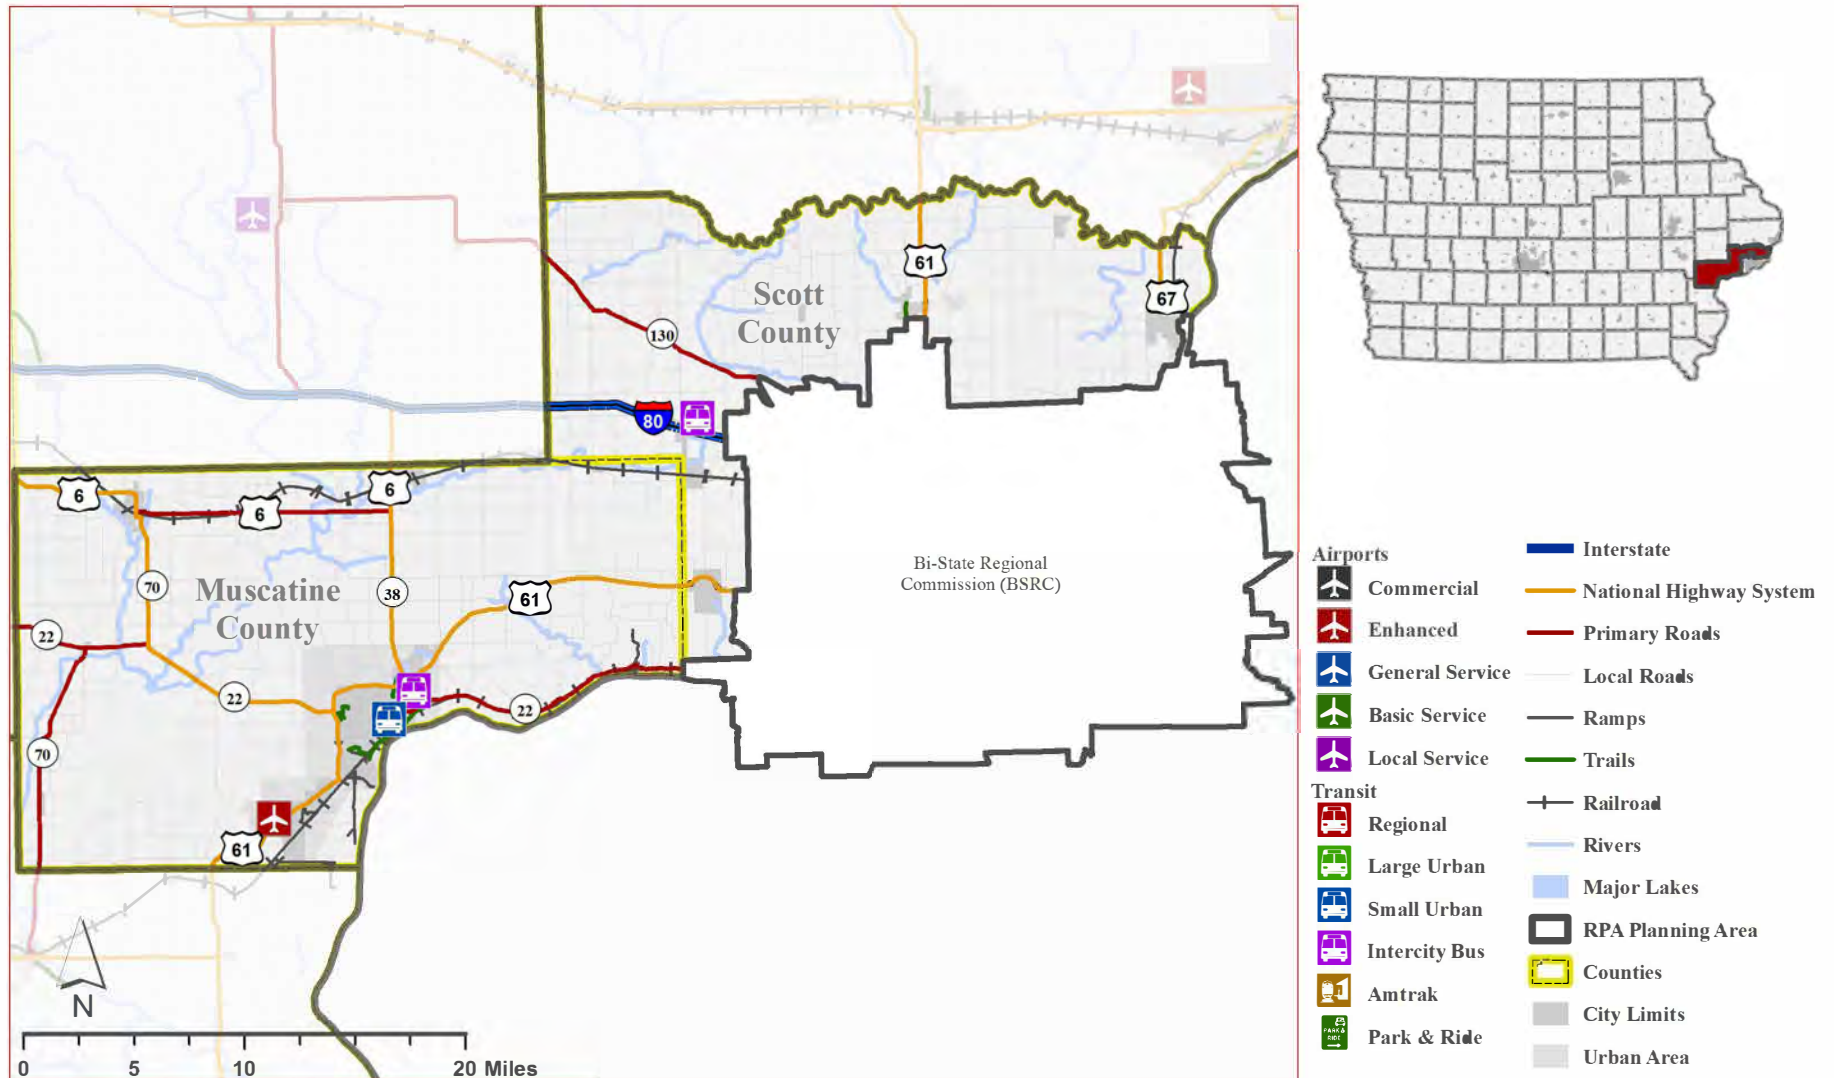 61
67
Scott
County
130
80
6
6
6
Bi-State Regional
Commission (BSRC)
70
Muscatine
County
38
61
22
22
22
70
61
N
0
5
10
20 Miles
Airports
Commercial
Enhanced
General Service
Basic Service
Local Service
Transit
Regional
Large Urban
Small Urban
Intercity Bus
Amtrak
PARK &
RIDE
Park & Ride
Interstate
National Highway System
Primary Roads
Local Roads
Ramps
Trails
Railroad
Rivers
Major Lakes
RPA Planning Area
Counties
City Limits
Urban Area